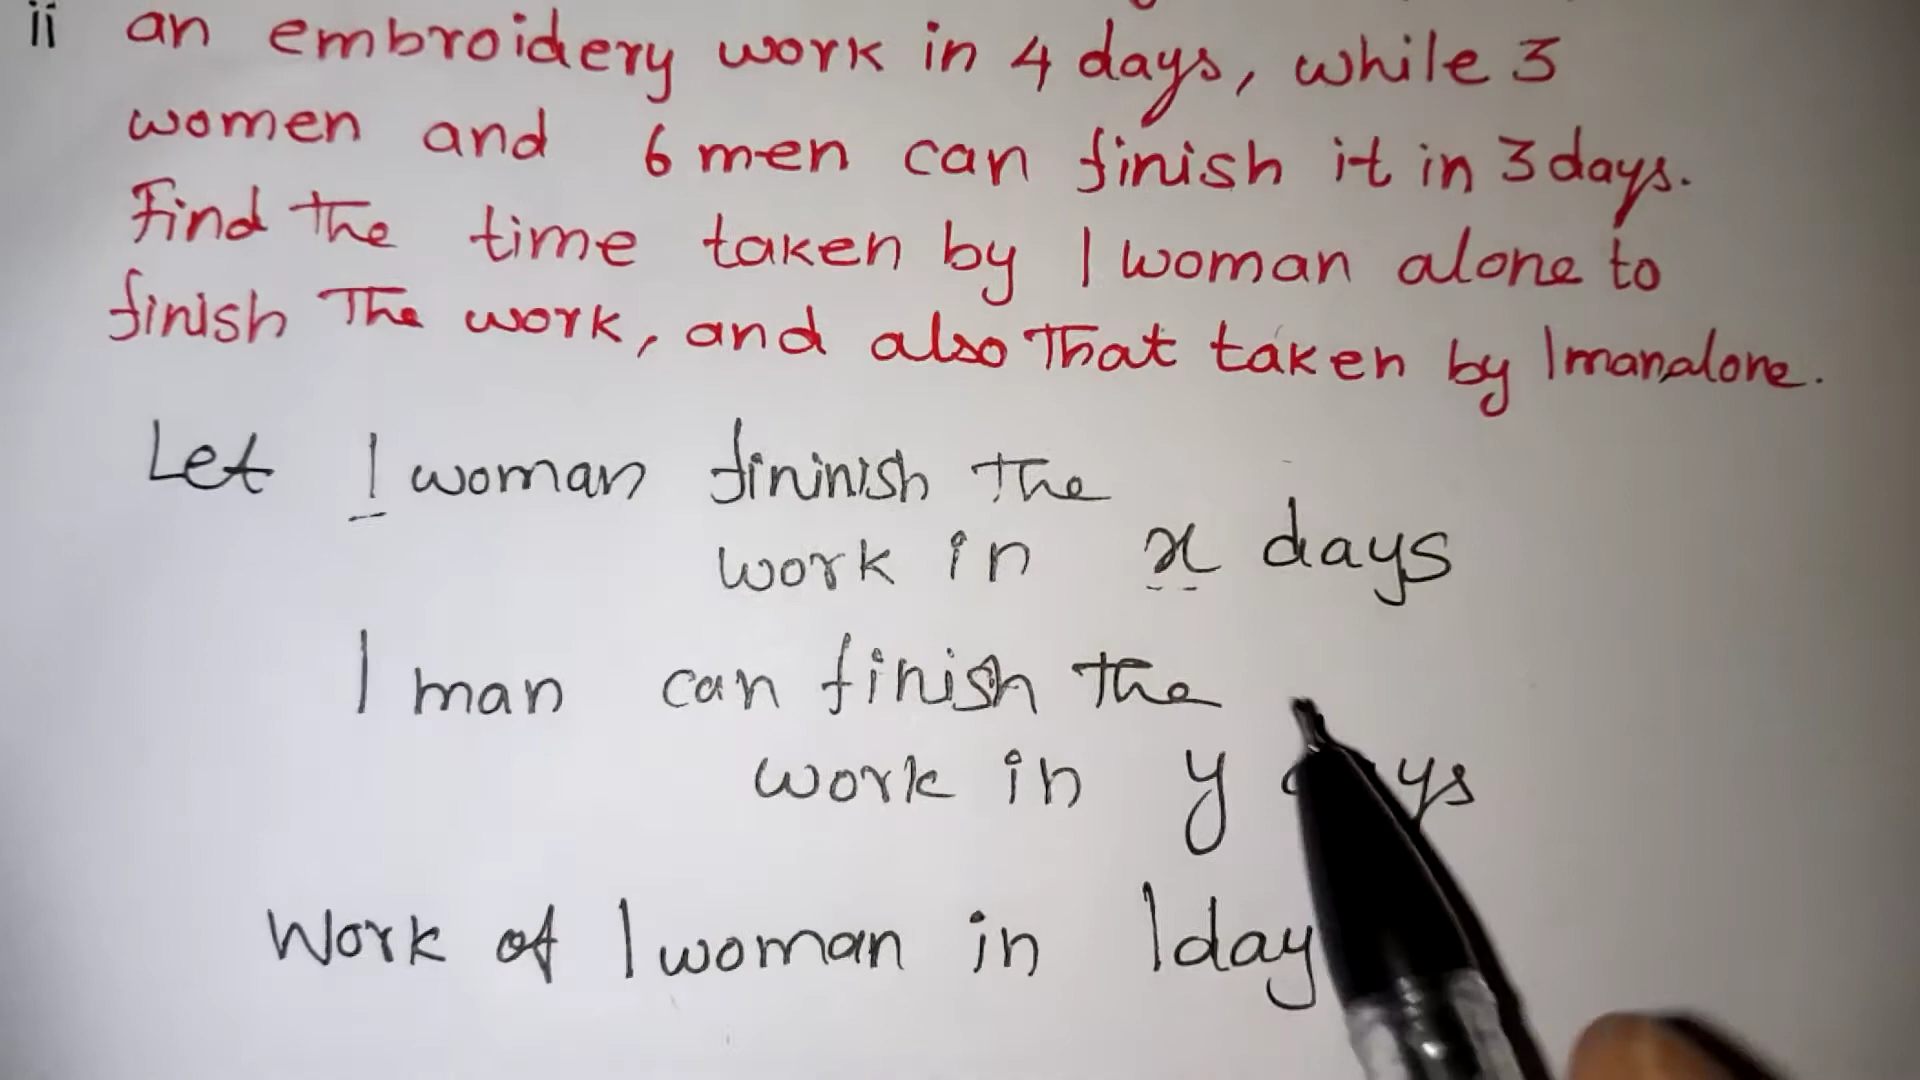 ii an embroidery work in 4 days, while 3
women and 6 men can finish it in 3 days.
Find the time taken by 1 woman alone to
finish The work, and also That taken by 1 man alone.
Let 1 woman fininish The
work in x days
1 man can finish the
work in y
Work of 1 woman in 1 day